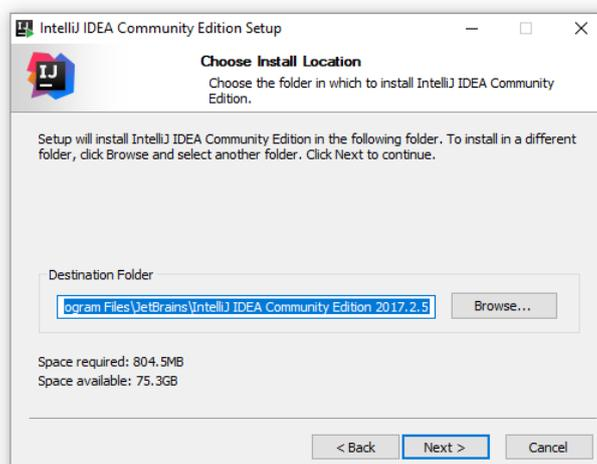 IntelliJ IDEA Community Edition Setup
IJ
Choose Install Location
Choose the folder in which to install IntelliJ IDEA Community
Edition.
Setup will install IntelliJ IDEA Community Edition in the following folder. To install in a different
folder, click Browse and select another folder. Click Next to continue.
Destination Folder
ogram Files\JetBrains\IntelliJ IDEA Community Edition 2017.2.5
Browse...
Space required: 804.5MB
Space available: 75.3GB
< Back Next > Cancel